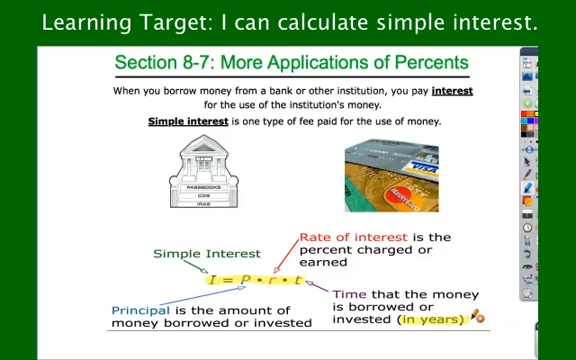 Learning Target: I can calculate simple interest.
Section 8-7: More Applications of Percents
When you borrow money from a bank or other institution, you pay interest
for the use of the institution's money.
Simple interest is one type of fee paid for the use of money.
BANK
PASSBOOKS
CDS
IRAS
VISA
MasterCard
Rate of interest is the
percent charged or
earned
Simple Interest
I = P • r • t
Time that the money
is borrowed or
invested (in years)
Principal is the amount of
money borrowed or invested